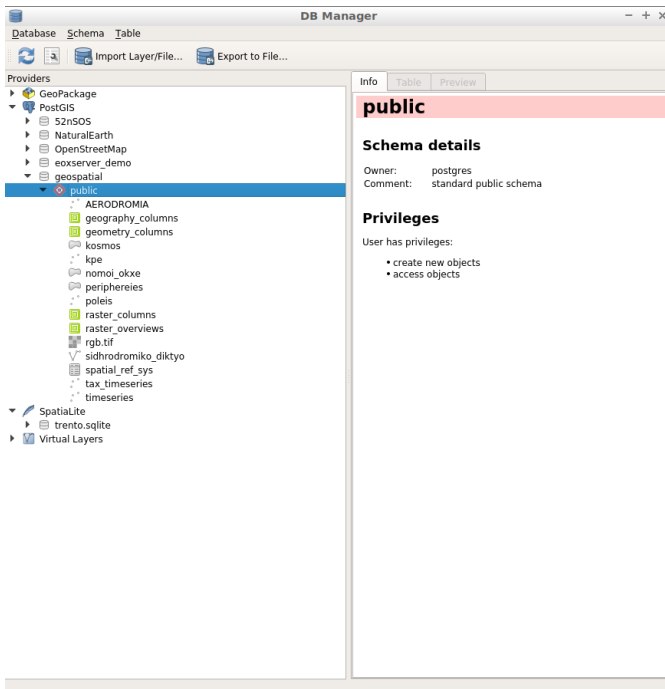 DB Manager
Database Schema Table
Import Layer/File... Export to File...
Providers
GeoPackage
PostGIS
52nSOS
NaturalEarth
OpenStreetMap
eoxserver_demo
geospatial
public
AERODROMIA
geography_columns
geometry_columns
kosmos
kpe
nomoi_okxe
periphereies
poleis
raster_columns
raster_overviews
rgb.tif
sidhrodromiko_diktyo
spatial_ref_sys
tax_timeseries
timeseries
SpatiaLite
trento.sqlite
Virtual Layers
Info Table Preview
public
Schema details
Owner: postgres
Comment: standard public schema
Privileges
User has privileges:
• create new objects
• access objects